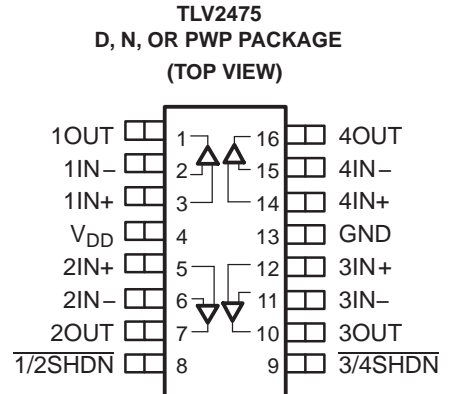 TLV2475
D, N, OR PWP PACKAGE
(TOP VIEW)
1OUT 1 16 4OUT
1IN− 2 15 4IN−
1IN+ 3 14 4IN+
VDD 4 13 GND
2IN+ 5 12 3IN+
2IN− 6 11 3IN−
2OUT 7 10 3OUT
1/2SHDN 8 9 3/4SHDN